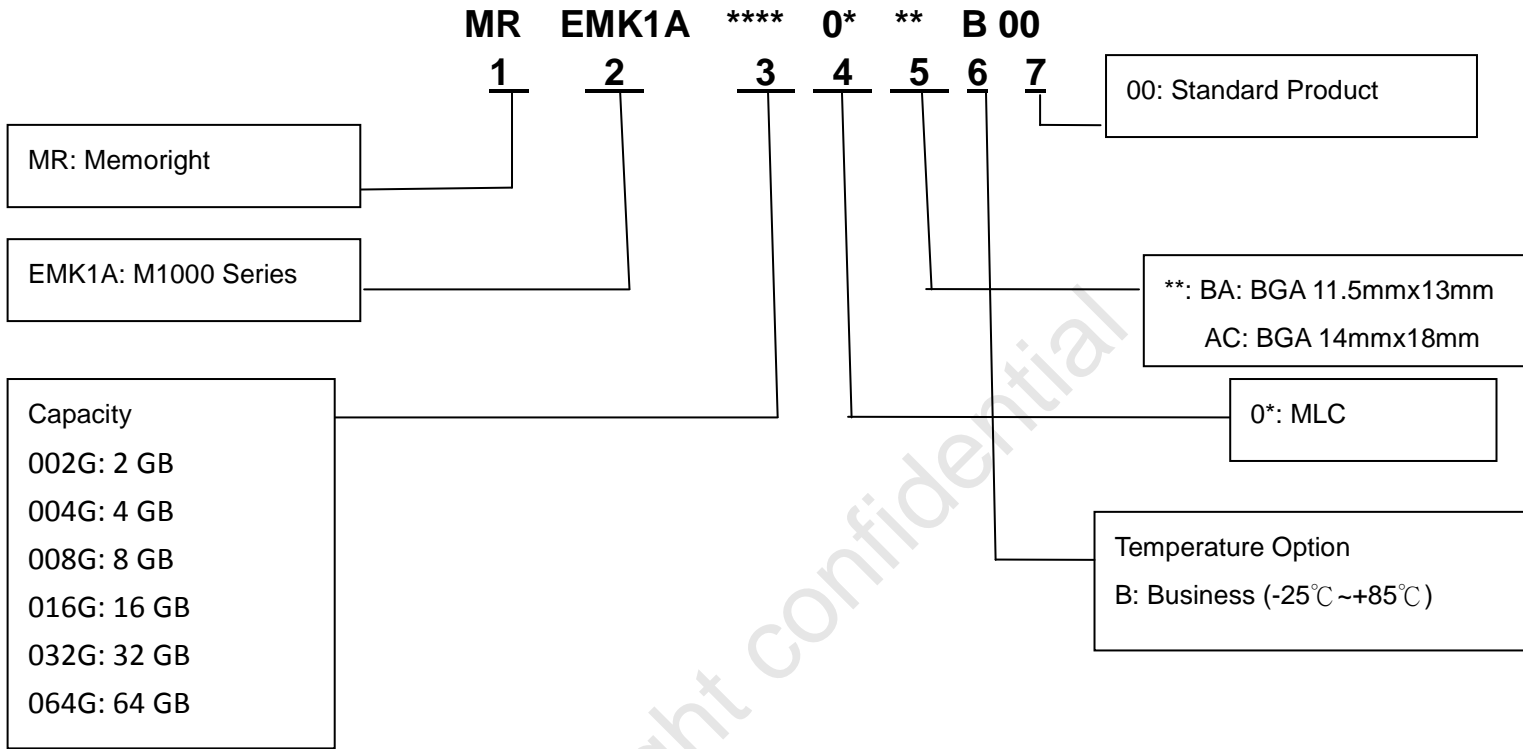 MR EMK1A **** 0* ** B 00
1 2 3 4 5 6 7
00: Standard Product
MR: Memoright
EMK1A: M1000 Series
**: BA: BGA 11.5mmx13mm
AC: BGA 14mmx18mm
Capacity
002G: 2 GB
004G: 4 GB
008G: 8 GB
016G: 16 GB
032G: 32 GB
064G: 64 GB
0*: MLC
Temperature Option
B: Business (-25℃~+85℃)
confidential